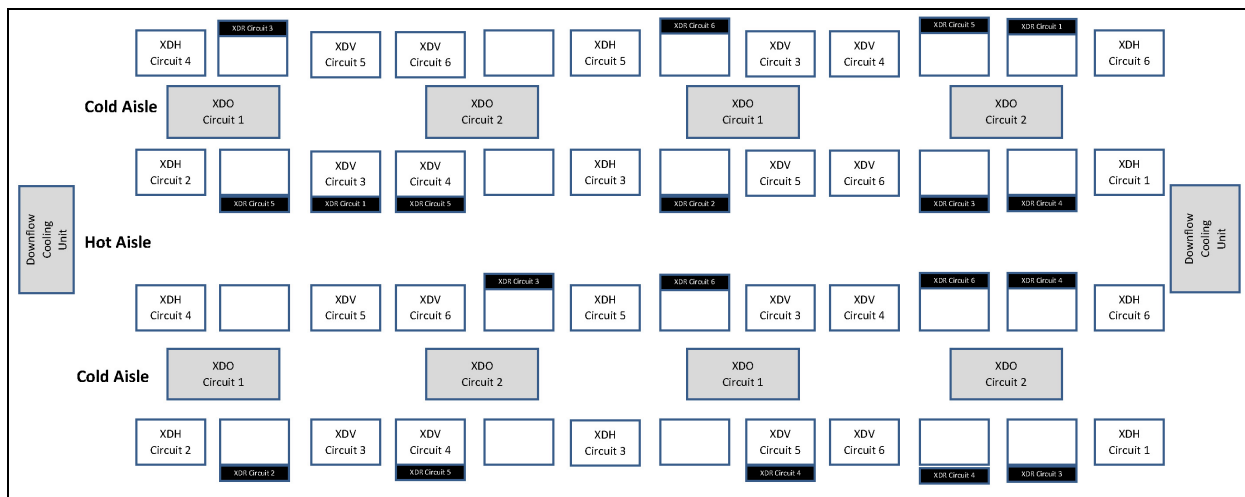 XDR Circuit 3
XDR Circuit 6
XDR Circuit 5
XDR Circuit 1
XDH
Circuit 4
XDV
Circuit 5
XDV
Circuit 6
XDH
Circuit 5
XDV
Circuit 3
XDV
Circuit 4
XDH
Circuit 6
Cold Aisle
XDO
Circuit 1
XDO
Circuit 2
XDO
Circuit 1
XDO
Circuit 2
XDH
Circuit 2
XDV
Circuit 3
XDV
Circuit 4
XDH
Circuit 3
XDV
Circuit 5
XDV
Circuit 6
XDH
Circuit 1
XDR Circuit 5
XDR Circuit 1
XDR Circuit 5
XDR Circuit 2
XDR Circuit 3
XDR Circuit 4
Downflow
Cooling
Unit
Hot Aisle
Downflow
Cooling
Unit
XDR Circuit 3
XDR Circuit 6
XDR Circuit 6
XDR Circuit 4
XDH
Circuit 4
XDV
Circuit 5
XDV
Circuit 6
XDH
Circuit 5
XDV
Circuit 3
XDV
Circuit 4
XDH
Circuit 6
Cold Aisle
XDO
Circuit 1
XDO
Circuit 2
XDO
Circuit 1
XDO
Circuit 2
XDH
Circuit 2
XDV
Circuit 3
XDV
Circuit 4
XDH
Circuit 3
XDV
Circuit 5
XDV
Circuit 6
XDH
Circuit 1
XDR Circuit 2
XDR Circuit 5
XDR Circuit 4
XDR Circuit 4
XDR Circuit 3